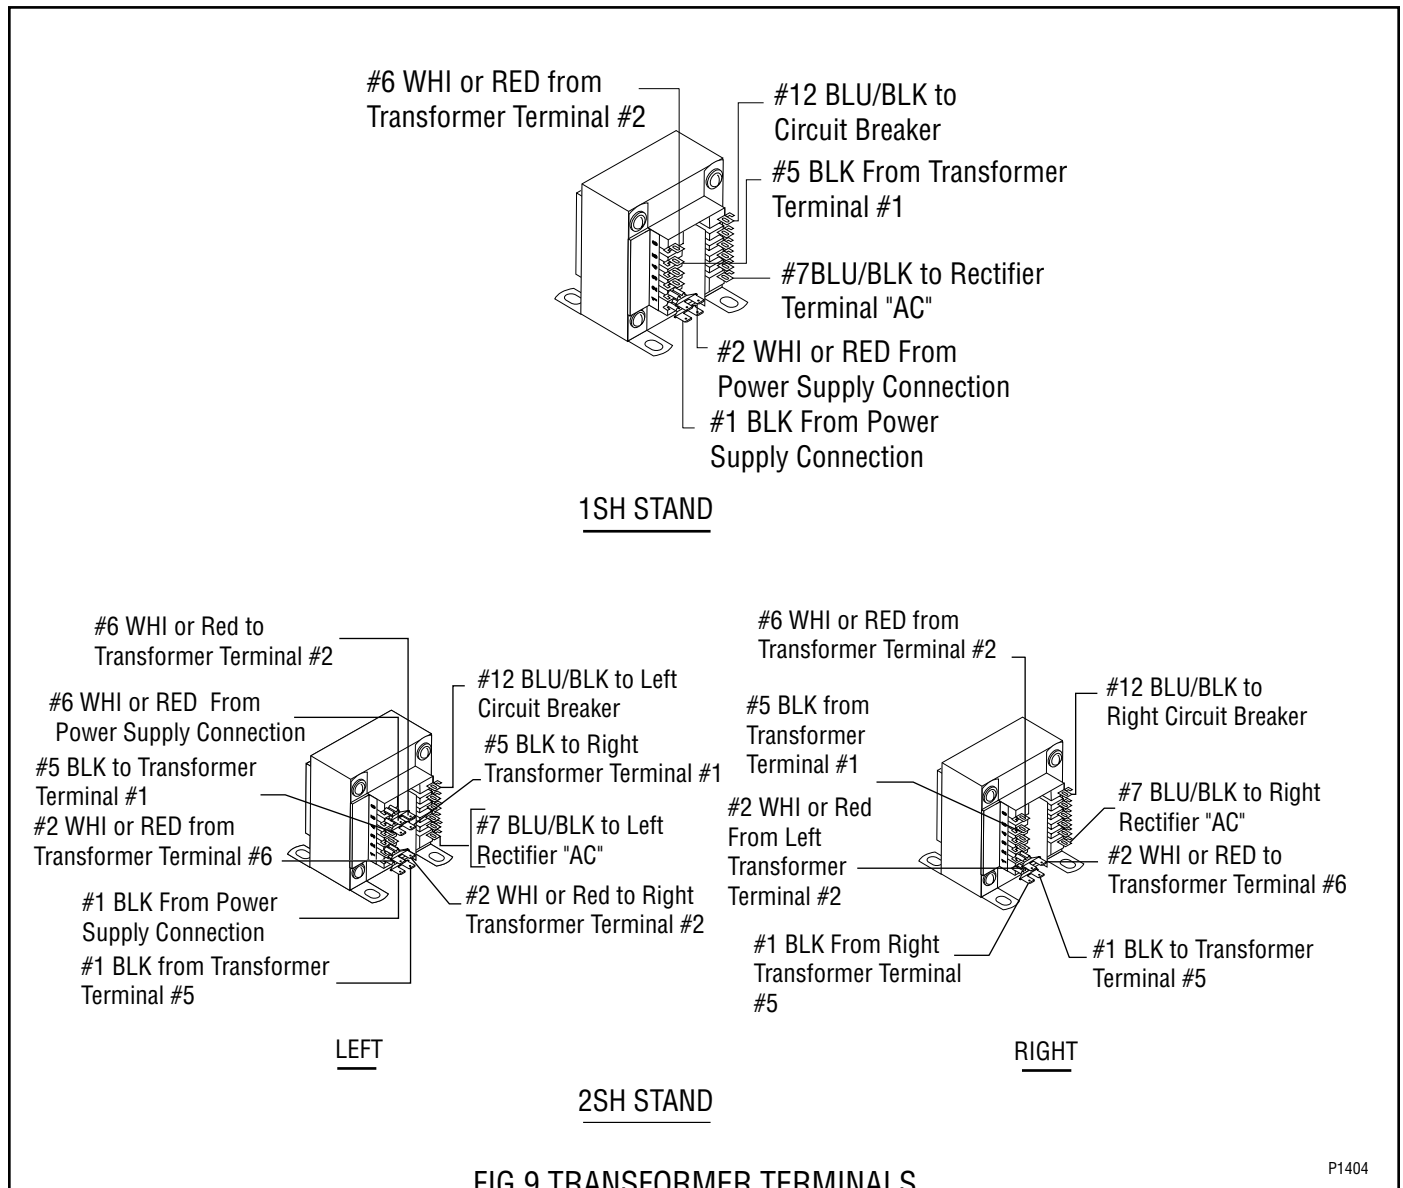 #6 WHI or RED from
Transformer Terminal #2
#12 BLU/BLK to
Circuit Breaker
#5 BLK From Transformer
Terminal #1
#7BLU/BLK to Rectifier
Terminal "AC"
#2 WHI or RED From
Power Supply Connection
#1 BLK From Power
Supply Connection
1SH STAND
#6 WHI or Red to
Transformer Terminal #2
#6 WHI or RED From
Power Supply Connection
#5 BLK to Transformer
Terminal #1
#2 WHI or RED from
Transformer Terminal #6
#1 BLK From Power
Supply Connection
#1 BLK from Transformer
Terminal #5
#12 BLU/BLK to Left
Circuit Breaker
#5 BLK to Right
Transformer Terminal #1
#7 BLU/BLK to Left
Rectifier "AC"
#2 WHI or Red to Right
Transformer Terminal #2
LEFT
#6 WHI or RED from
Transformer Terminal #2
#5 BLK from
Transformer
Terminal #1
#2 WHI or Red
From Left
Transformer
Terminal #2
#1 BLK From Right
Transformer Terminal
#5
#12 BLU/BLK to
Right Circuit Breaker
#7 BLU/BLK to Right
Rectifier "AC"
#2 WHI or RED to
Transformer Terminal #6
#1 BLK to Transformer
Terminal #5
RIGHT
2SH STAND
FIG 9 TRANSFORMER TERMINALS
P1404